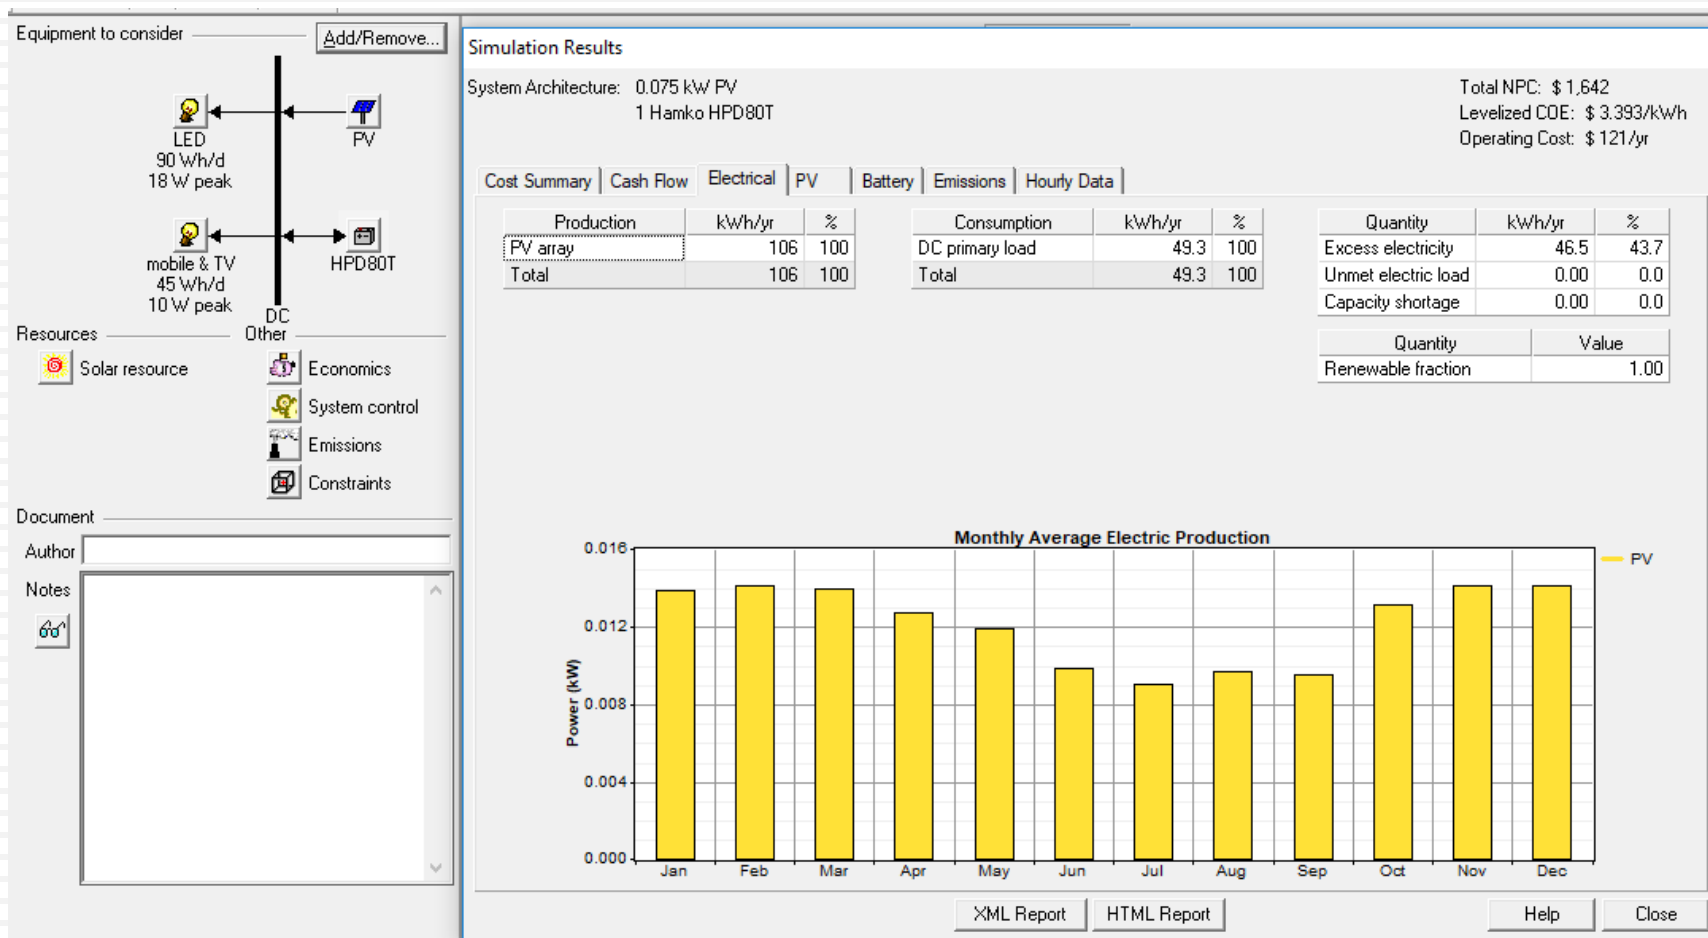 Equipment to consider
Add/Remove...
LED
90 Wh/d
18 W peak
PV
mobile & TV
45 Wh/d
10 W peak
HPD80T
DC
Resources
Other
Solar resource
Economics
System control
Emissions
Constraints
Document
Author
Notes
Simulation Results
System Architecture: 0.075 kW PV
1 Hamko HPD80T
Total NPC: $ 1,642
Levelized COE: $ 3.393/kWh
Operating Cost: $ 121/yr
Cost Summary Cash Flow Electrical PV Battery Emissions Hourly Data
Production kWh/yr %
PV array 106 100
Total 106 100
Consumption kWh/yr %
DC primary load 49.3 100
Total 49.3 100
Quantity kWh/yr %
Excess electricity 46.5 43.7
Unmet electric load 0.00 0.0
Capacity shortage 0.00 0.0
Quantity Value
Renewable fraction 1.00
Monthly Average Electric Production
0.016
0.012
0.008
0.004
0.000
Power (kW)
Jan Feb Mar Apr May Jun Jul Aug Sep Oct Nov Dec
PV
XML Report HTML Report Help Close